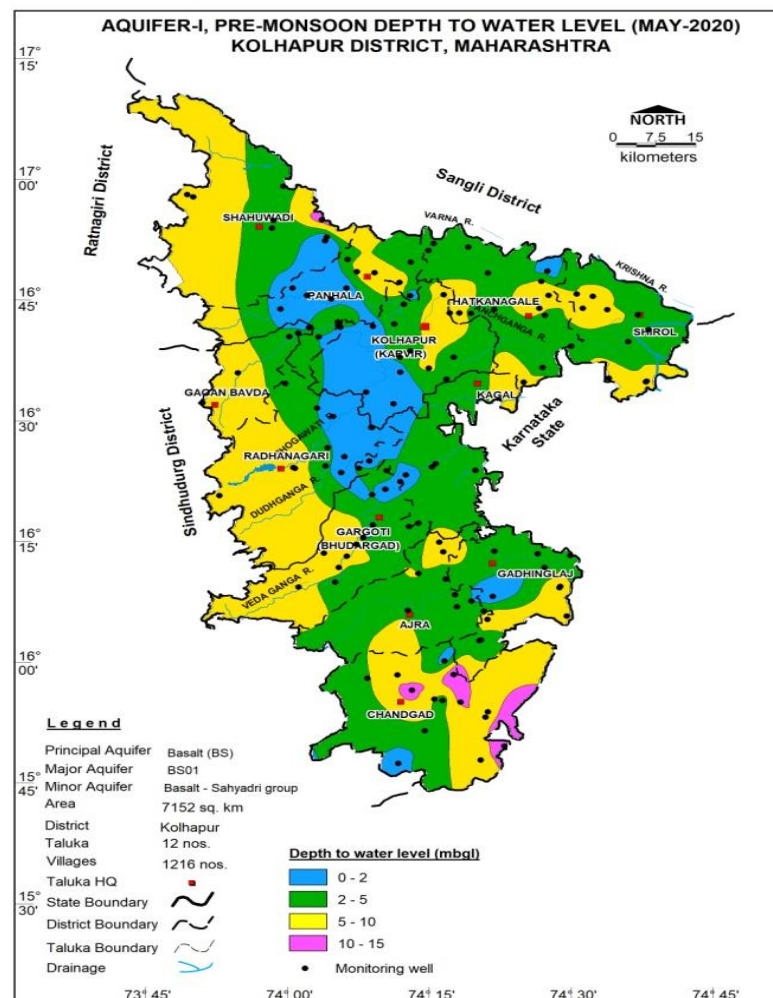 AQUIFER-I, PRE-MONSOON DEPTH TO WATER LEVEL (MAY-2020)
KOLHAPUR DISTRICT, MAHARASHTRA
17°
15'
NORTH
0 7.5 15
kilometers
17°
00'
Ratnagiri District
Sangli District
SHAHUWADI
VARNA R.
KRISHNA R.
16°
45'
PANHALA
HATKANAGALE
PANCHGANGA R.
SHIROL
KOLHAPUR
(KARVIR)
GAGAN BAVDA
KAGAL
16°
30'
Karnataka
State
Sindhudurg District
BHOGAWATI R.
RADHANAGARI
DUDHGANGA R.
16°
15'
GARGOTI
(BHUDARGAD)
GADHINGLAJ
VEDA GANGA R.
AJRA
16°
00'
CHANDGAD
Legend
Principal Aquifer Basalt (BS)
Major Aquifer BS01
Minor Aquifer Basalt - Sahyadri group
Area 7152 sq. km
District Kolhapur
Taluka 12 nos.
Villages 1216 nos.
Taluka HQ
State Boundary
District Boundary
Taluka Boundary
Drainage
15°
45'
15°
30'
Depth to water level (mbgl)
0 - 2
2 - 5
5 - 10
10 - 15
Monitoring well
73° 45' 74° 00' 74° 15' 74° 30' 74° 45'